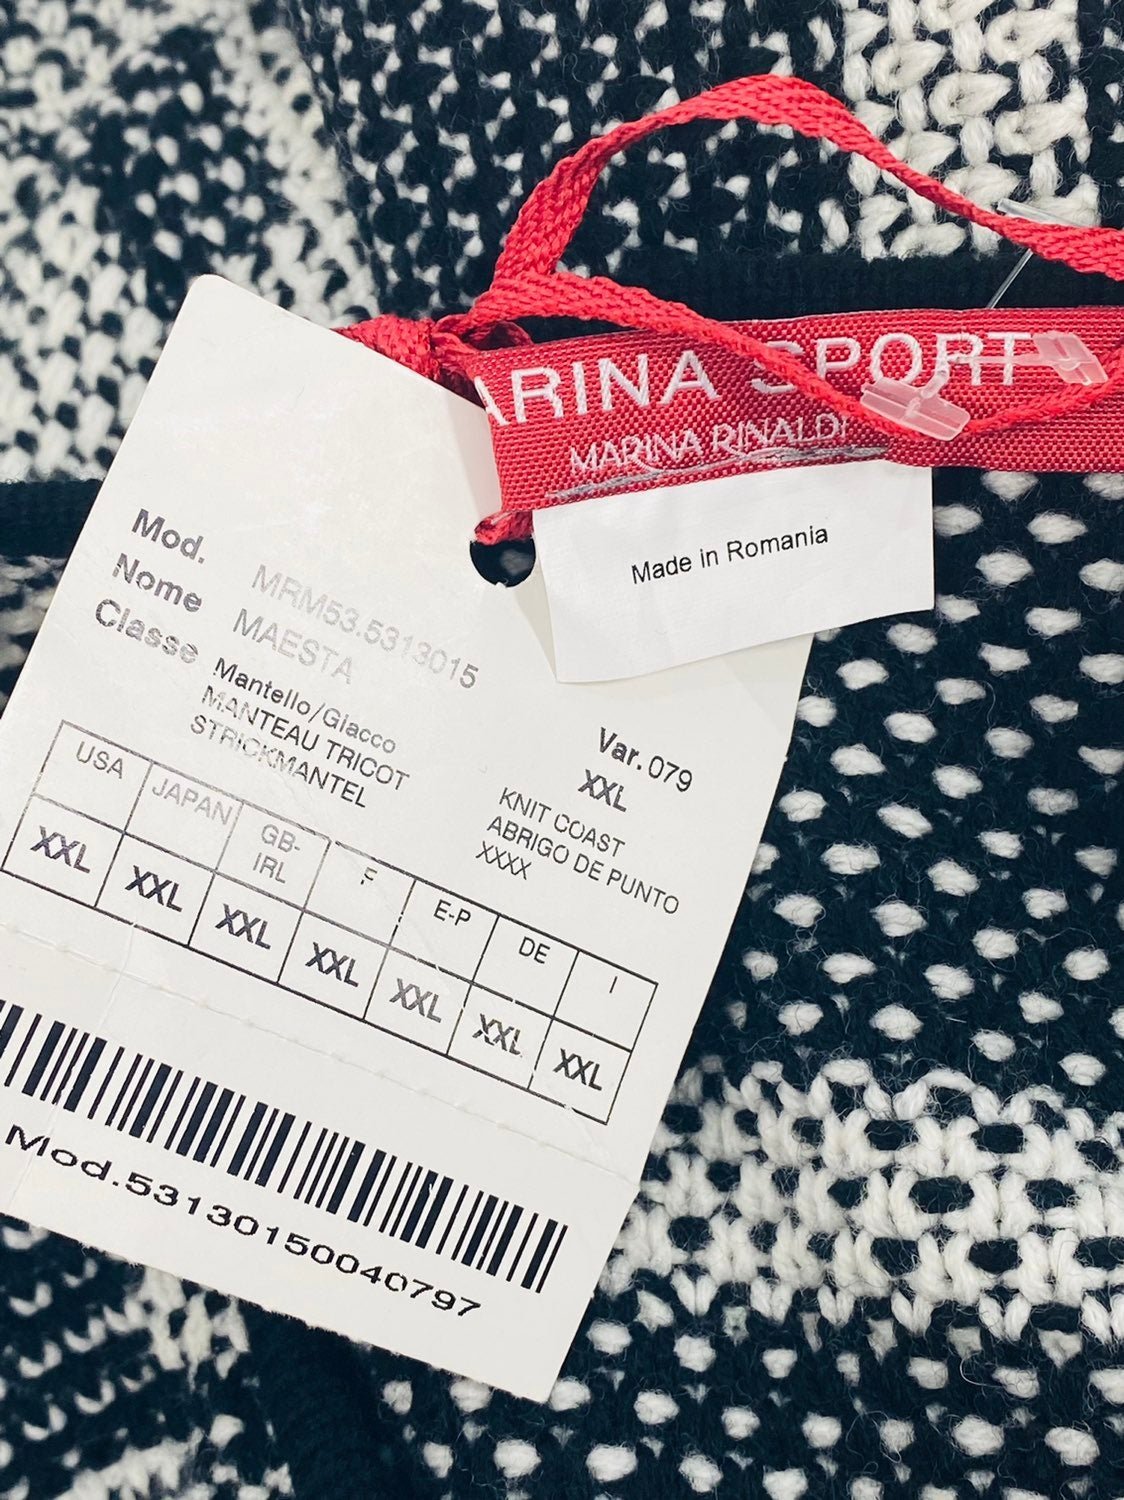 ARINA SPORT
MARINA RINALDI
Made in Romania
Mod. MRM53.5313015
Nome MAESTA
Classe Mantello/Giacco
MANTEAU TRICOT
STRICKMANTEL
Var.079
XXL
KNIT COAST
ABRIGO DE PUNTO
XXXX
USA JAPAN GB-IRL F E-P DE I
XXL XXL XXL XXL XXL XXL XXL
Mod.53130150040797